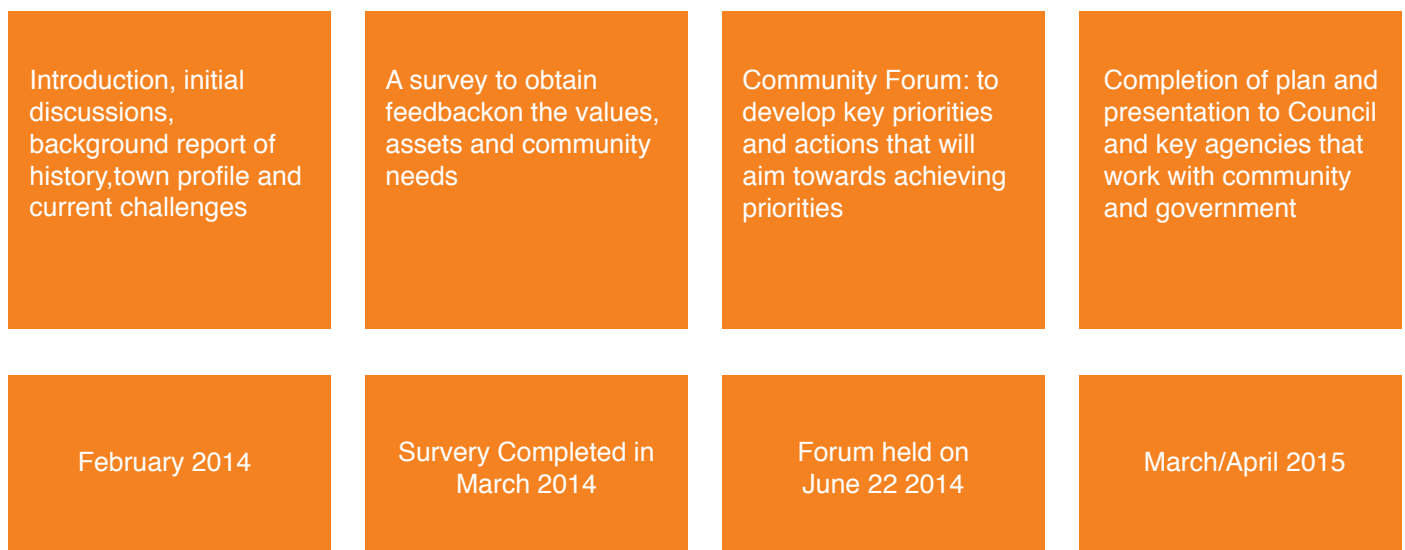 Introduction, initial
discussions,
background report of
history,town profile and
current challenges
A survey to obtain
feedbackon the values,
assets and community
needs
Community Forum: to
develop key priorities
and actions that will
aim towards achieving
priorities
Completion of plan and
presentation to Council
and key agencies that
work with community
and government
February 2014
Survery Completed in
March 2014
Forum held on
June 22 2014
March/April 2015